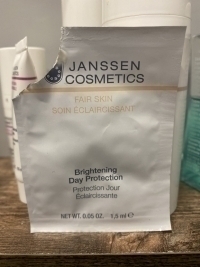 JANSSEN
COSMETICS
FAIR SKIN
SOIN ÉCLAIRCISSANT
Brightening
Day Protection
Protection Jour
Éclaircissante
NET WT. 0.05 OZ. 1,5 ml ℮